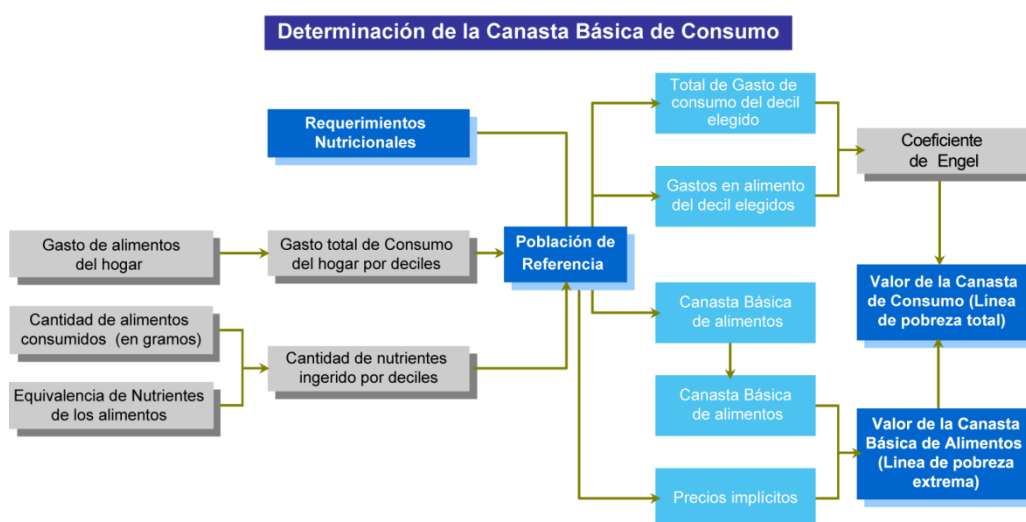 Determinación de la Canasta Básica de Consumo
Requerimientos
Nutricionales
Gasto de alimentos
del hogar
Gasto total de Consumo
del hogar por deciles
Cantidad de alimentos
consumidos (en gramos)
Equivalencia de Nutrientes
de los alimentos
Cantidad de nutrientes
ingerido por deciles
Población de
Referencia
Total de Gasto de
consumo del decil
elegido
Gastos en alimento
del decil elegidos
Canasta Básica
de alimentos
Canasta Básica
de alimentos
Precios implícitos
Coeficiente
de Engel
Valor de la Canasta
de Consumo (Línea
de pobreza total)
Valor de la Canasta
Básica de Alimentos
(Linea de pobreza
extrema)